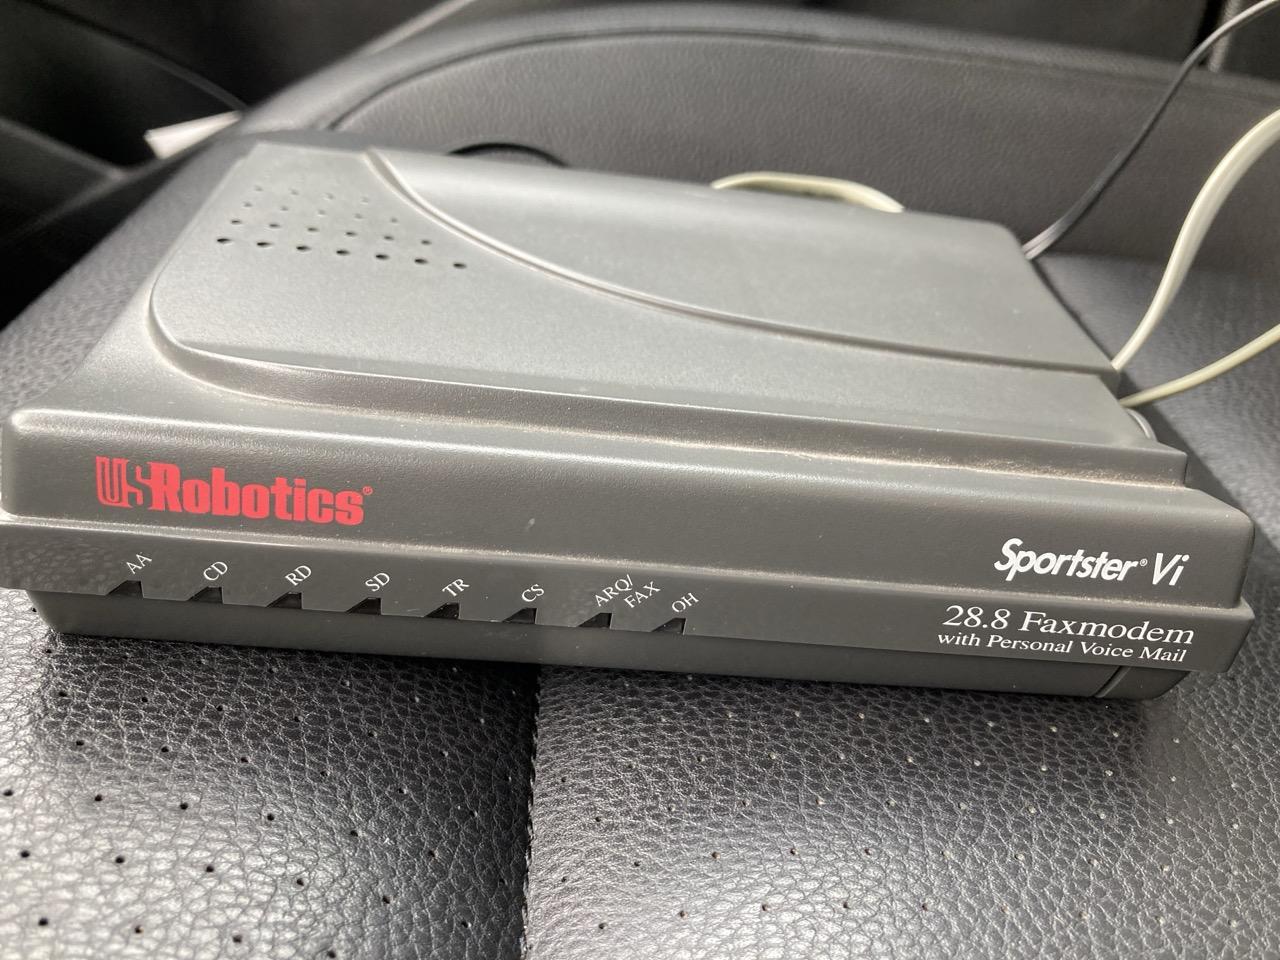 USRobotics®
Sportster® Vi
28.8 Faxmodem
with Personal Voice Mail
AA
CD
RD
SD
TR
CS
ARQ/
FAX
OH